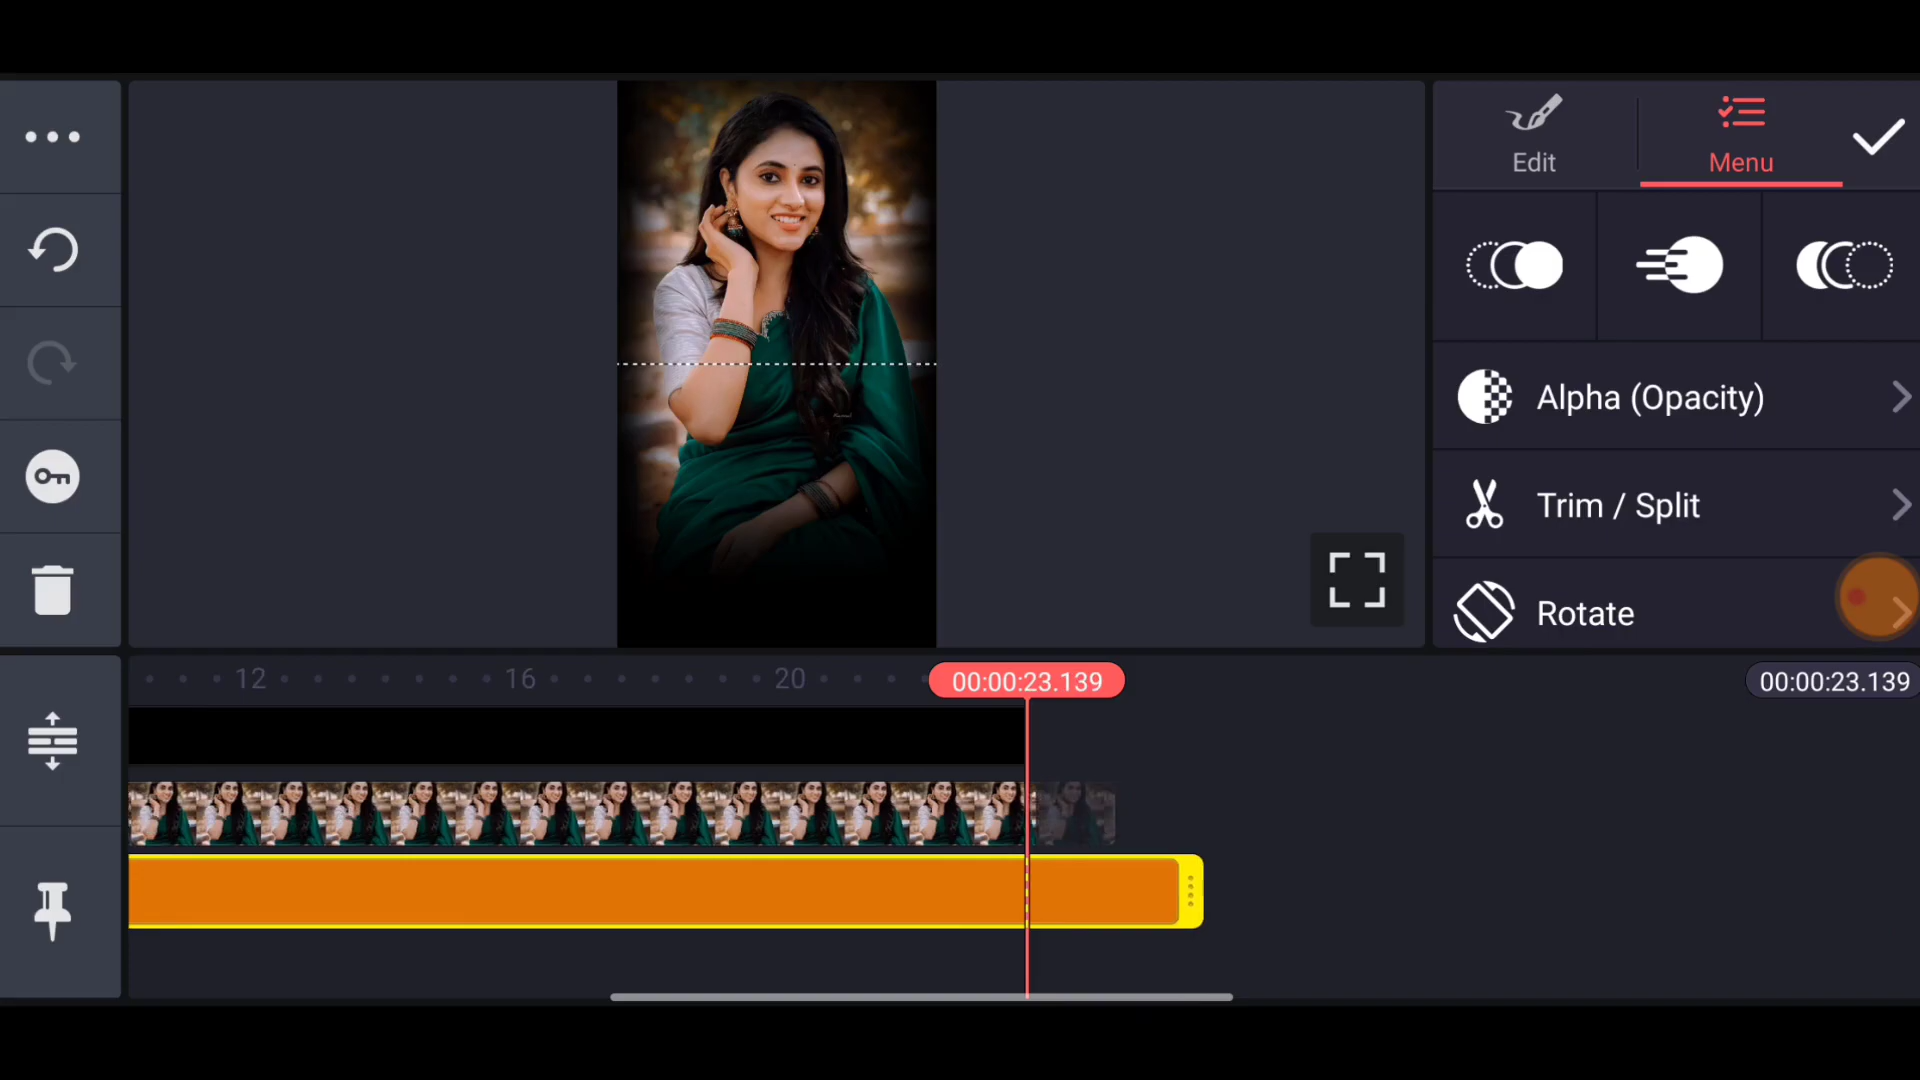 Edit
Menu
Alpha (Opacity)
Trim / Split
Rotate
12
16
20
00:00:23.139
00:00:23.139